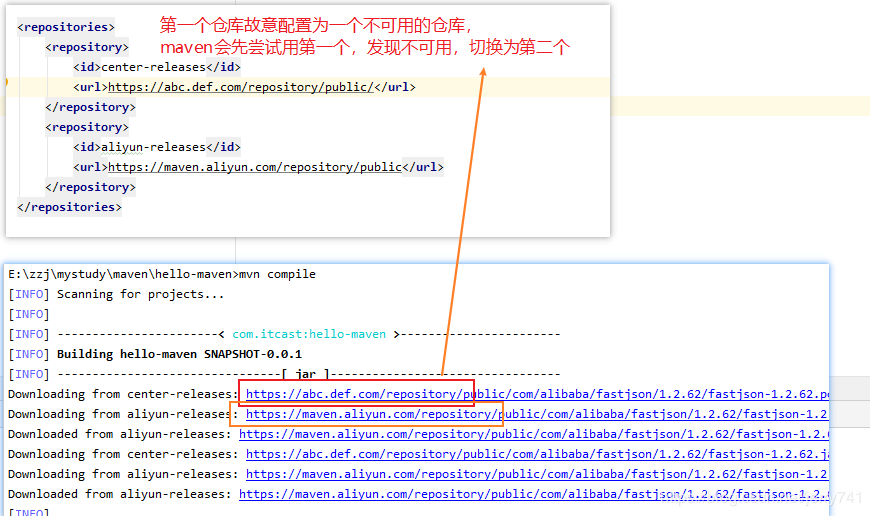 <repositories>
第一个仓库故意配置为一个不可用的仓库，
<repository>
maven会先尝试用第一个，发现不可用，切换为第二个
<id>center-releases</id>
<url>https://abc.def.com/repository/public/</url>
</repository>
<repository>
<id>aliyun-releases</id>
<url>https://maven.aliyun.com/repository/public</url>
</repository>
</repositories>
E:\zzj\mystudy\maven\hello-maven>mvn compile
[INFO] Scanning for projects...
[INFO]
[INFO] -----------------------< com.itcast:hello-maven >-----------------------
[INFO] Building hello-maven SNAPSHOT-0.0.1
[INFO] --------------------------------[ jar ]---------------------------------
Downloading from center-releases: https://abc.def.com/repository/public/com/alibaba/fastjson/1.2.62/fastjson-1.2.62.po
Downloading from aliyun-releases: https://maven.aliyun.com/repository/public/com/alibaba/fastjson/1.2.62/fastjson-1.2
Downloaded from aliyun-releases: https://maven.aliyun.com/repository/public/com/alibaba/fastjson/1.2.62/fastjson-1.2.6
Downloading from center-releases: https://abc.def.com/repository/public/com/alibaba/fastjson/1.2.62/fastjson-1.2.62.ja
Downloading from aliyun-releases: https://maven.aliyun.com/repository/public/com/alibaba/fastjson/1.2.62/fastjson-1.2
Downloaded from aliyun-releases: https://maven.aliyun.com/repository/public/com/alibaba/fastjson/1.2.62/fastjson-1.2.6
[INFO]